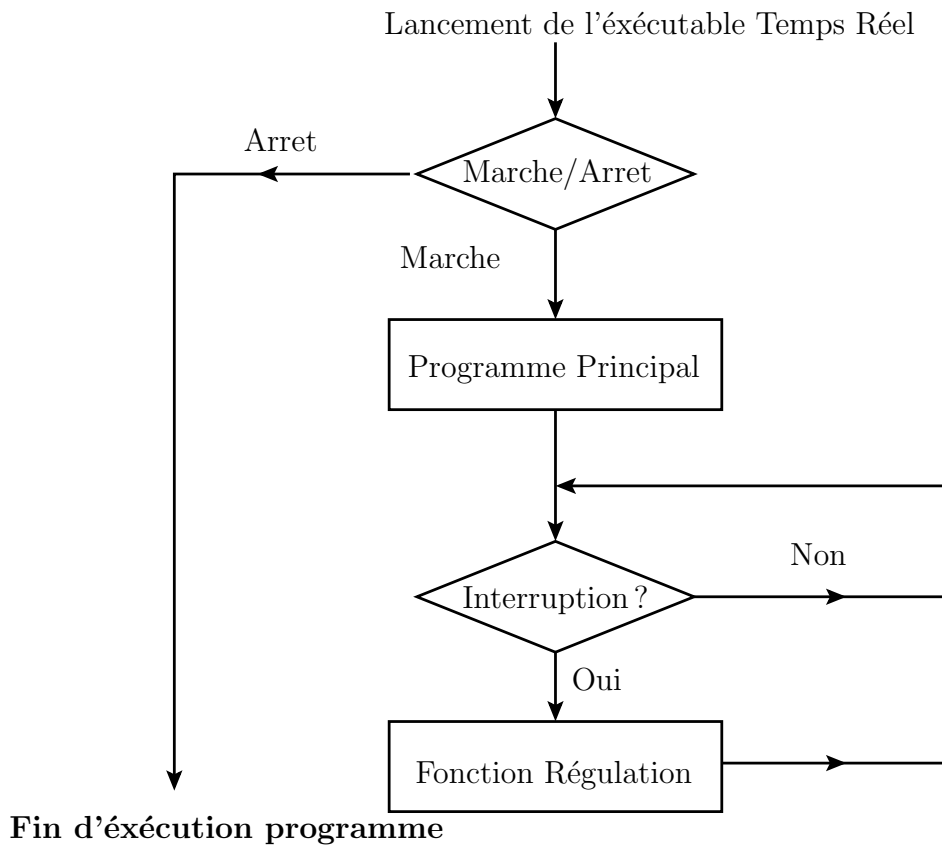 Lancement de l'éxécutable Temps Réel
Arret
Marche/Arret
Marche
Programme Principal
Non
Interruption ?
Oui
Fonction Régulation
Fin d'éxécution programme